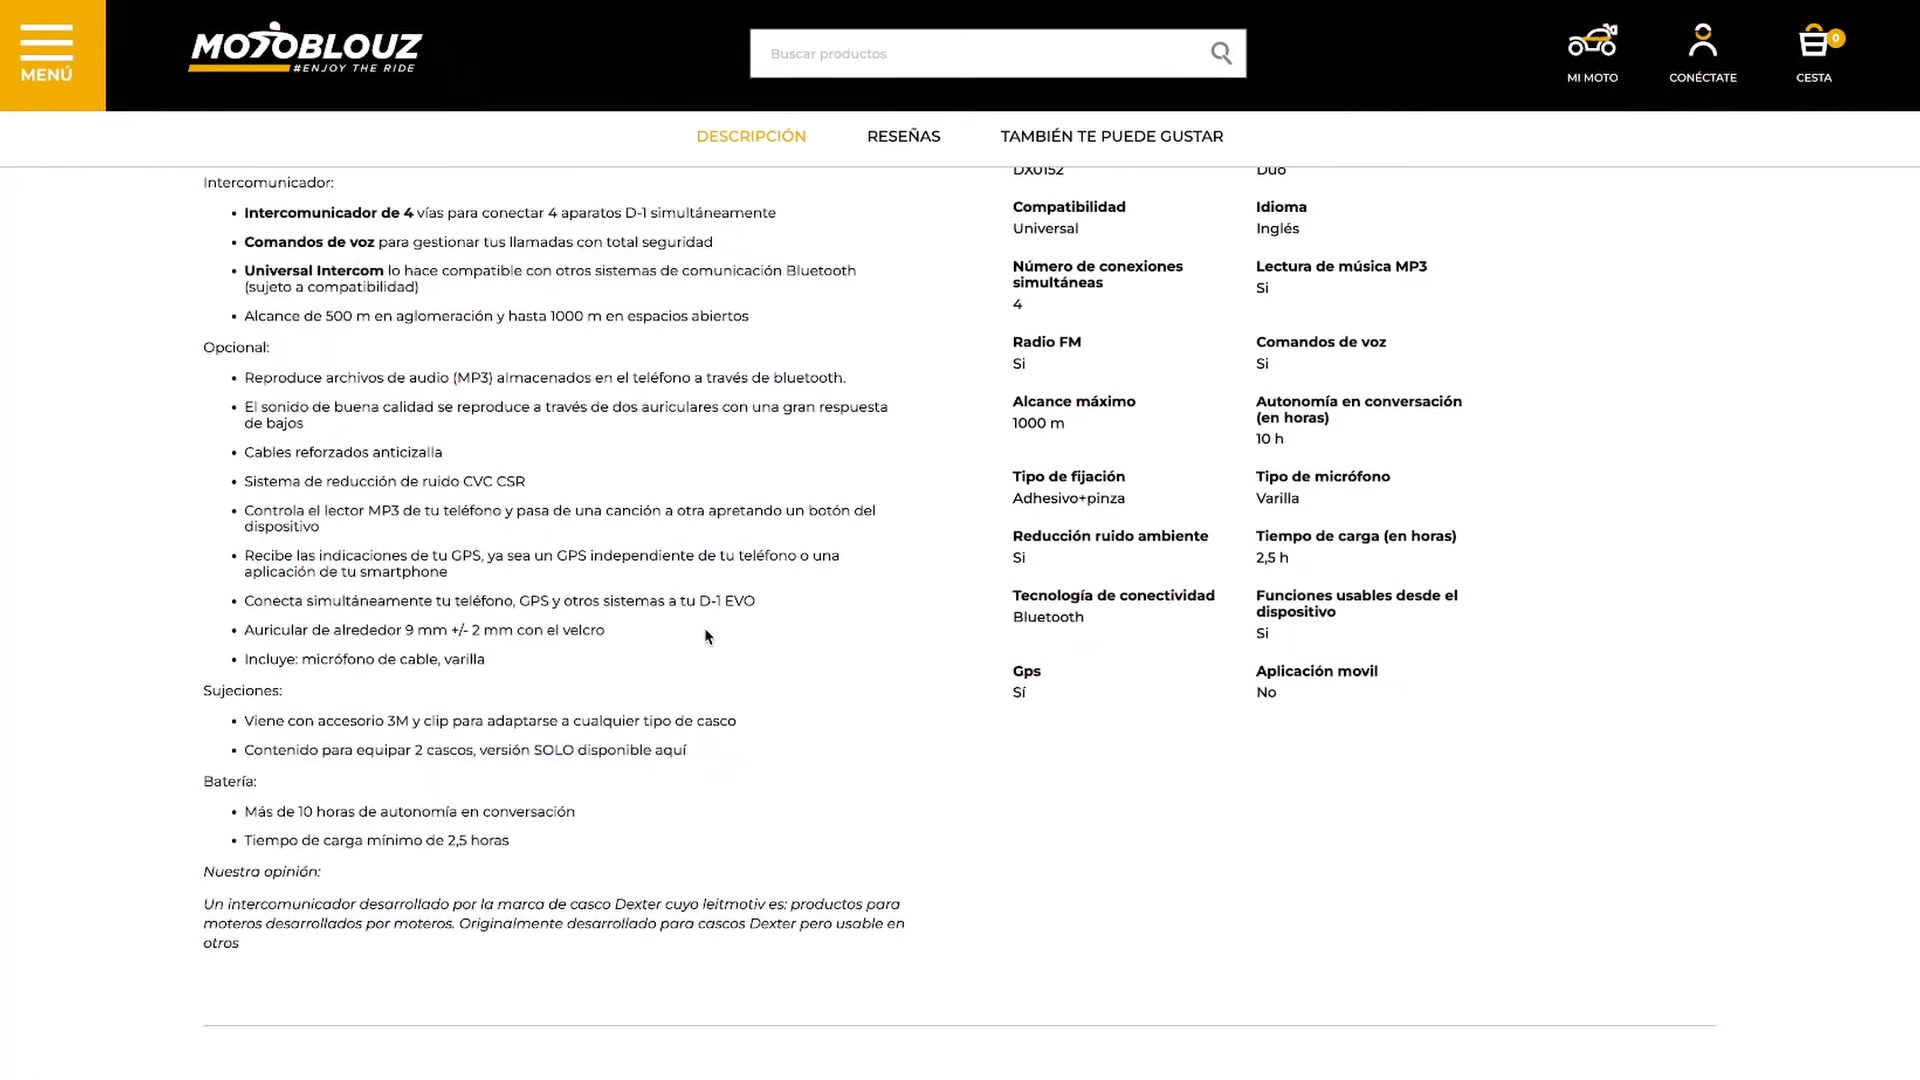 MENÚ
MOTOBLOUZ
#ENJOY THE RIDE
Buscar productos
MI MOTO
CONÉCTATE
0
CESTA
DESCRIPCIÓN
RESEÑAS
TAMBIÉN TE PUEDE GUSTAR
Intercomunicador:
• Intercomunicador de 4 vías para conectar 4 aparatos D-1 simultáneamente
• Comandos de voz para gestionar tus llamadas con total seguridad
• Universal Intercom lo hace compatible con otros sistemas de comunicación Bluetooth
(sujeto a compatibilidad)
• Alcance de 500 m en aglomeración y hasta 1000 m en espacios abiertos
Opcional:
• Reproduce archivos de audio (MP3) almacenados en el teléfono a través de bluetooth.
• El sonido de buena calidad se reproduce a través de dos auriculares con una gran respuesta
de bajos
• Cables reforzados anticizalla
• Sistema de reducción de ruido CVC CSR
• Controla el lector MP3 de tu teléfono y pasa de una canción a otra apretando un botón del
dispositivo
• Recibe las indicaciones de tu GPS, ya sea un GPS independiente de tu teléfono o una
aplicación de tu smartphone
• Conecta simultáneamente tu teléfono, GPS y otros sistemas a tu D-1 EVO
• Auricular de alrededor 9 mm +/- 2 mm con el velcro
• Incluye: micrófono de cable, varilla
Sujeciones:
• Viene con accesorio 3M y clip para adaptarse a cualquier tipo de casco
• Contenido para equipar 2 cascos, versión SOLO disponible aquí
Batería:
• Más de 10 horas de autonomía en conversación
• Tiempo de carga mínimo de 2,5 horas
Nuestra opinión:
Un intercomunicador desarrollado por la marca de casco Dexter cuyo leitmotiv es: productos para
moteros desarrollados por moteros. Originalmente desarrollado para cascos Dexter pero usable en
otros
DX0152
Duo
Compatibilidad
Universal
Idioma
Inglés
Número de conexiones
simultáneas
4
Lectura de música MP3
Si
Radio FM
Si
Comandos de voz
Si
Alcance máximo
1000 m
Autonomía en conversación
(en horas)
10 h
Tipo de fijación
Adhesivo+pinza
Tipo de micrófono
Varilla
Reducción ruido ambiente
Si
Tiempo de carga (en horas)
2,5 h
Tecnología de conectividad
Bluetooth
Funciones usables desde el
dispositivo
Si
Gps
Sí
Aplicación movil
No